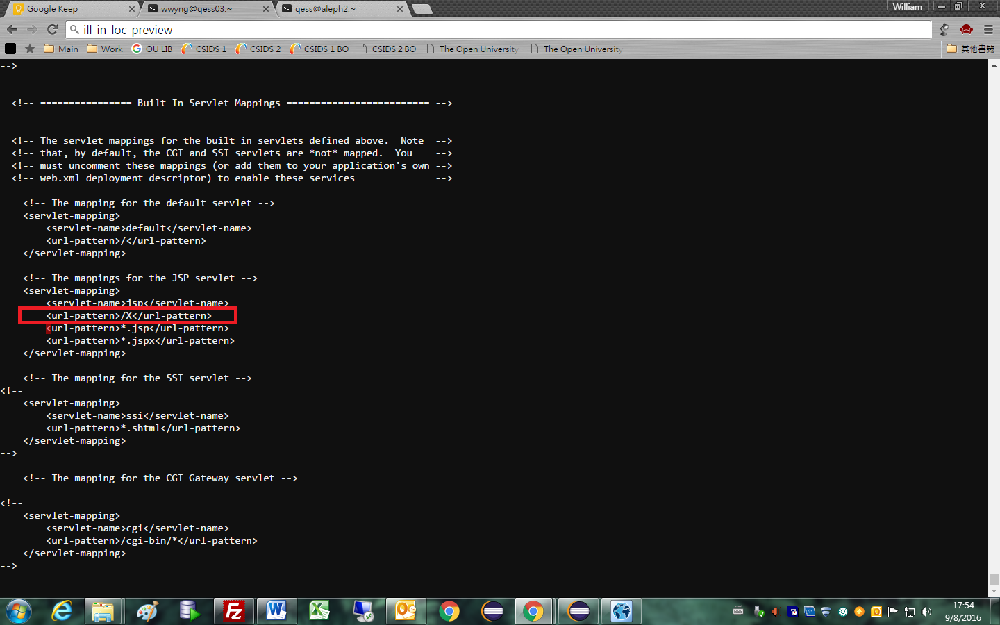 Google Keep
wwyng@qess03:~
qess@aleph2:~
William
ill-in-loc-preview
Main
Work
OU LIB
CSIDS 1
CSIDS 2
CSIDS 1 BO
CSIDS 2 BO
The Open University
The Open University
其他書籤
-->
<!-- ================ Built In Servlet Mappings ========================= -->
<!-- The servlet mappings for the built in servlets defined above.  Note  -->
<!-- that, by default, the CGI and SSI servlets are *not* mapped.  You    -->
<!-- must uncomment these mappings (or add them to your application's own -->
<!-- web.xml deployment descriptor) to enable these services              -->
<!-- The mapping for the default servlet -->
<servlet-mapping>
<servlet-name>default</servlet-name>
<url-pattern>/</url-pattern>
</servlet-mapping>
<!-- The mappings for the JSP servlet -->
<servlet-mapping>
<servlet-name>jsp</servlet-name>
<url-pattern>/X</url-pattern>
<url-pattern>*.jsp</url-pattern>
<url-pattern>*.jspx</url-pattern>
</servlet-mapping>
<!-- The mapping for the SSI servlet -->
<!--
<servlet-mapping>
<servlet-name>ssi</servlet-name>
<url-pattern>*.shtml</url-pattern>
</servlet-mapping>
-->
<!-- The mapping for the CGI Gateway servlet -->
<!--
<servlet-mapping>
<servlet-name>cgi</servlet-name>
<url-pattern>/cgi-bin/*</url-pattern>
</servlet-mapping>
-->
17:54
9/8/2016